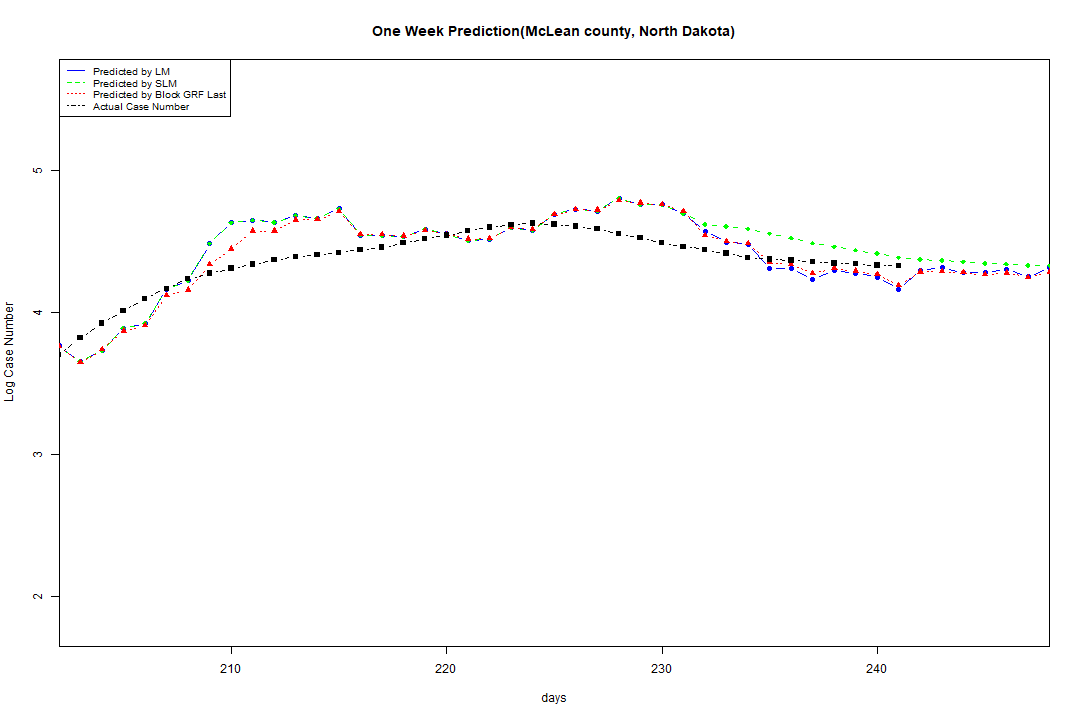 One Week Prediction(McLean county, North Dakota)
Predicted by LM
Predicted by SLM
Predicted by Block GRF Last
Actual Case Number
5
4
3
2
Log Case Number
210 220 230 240
days